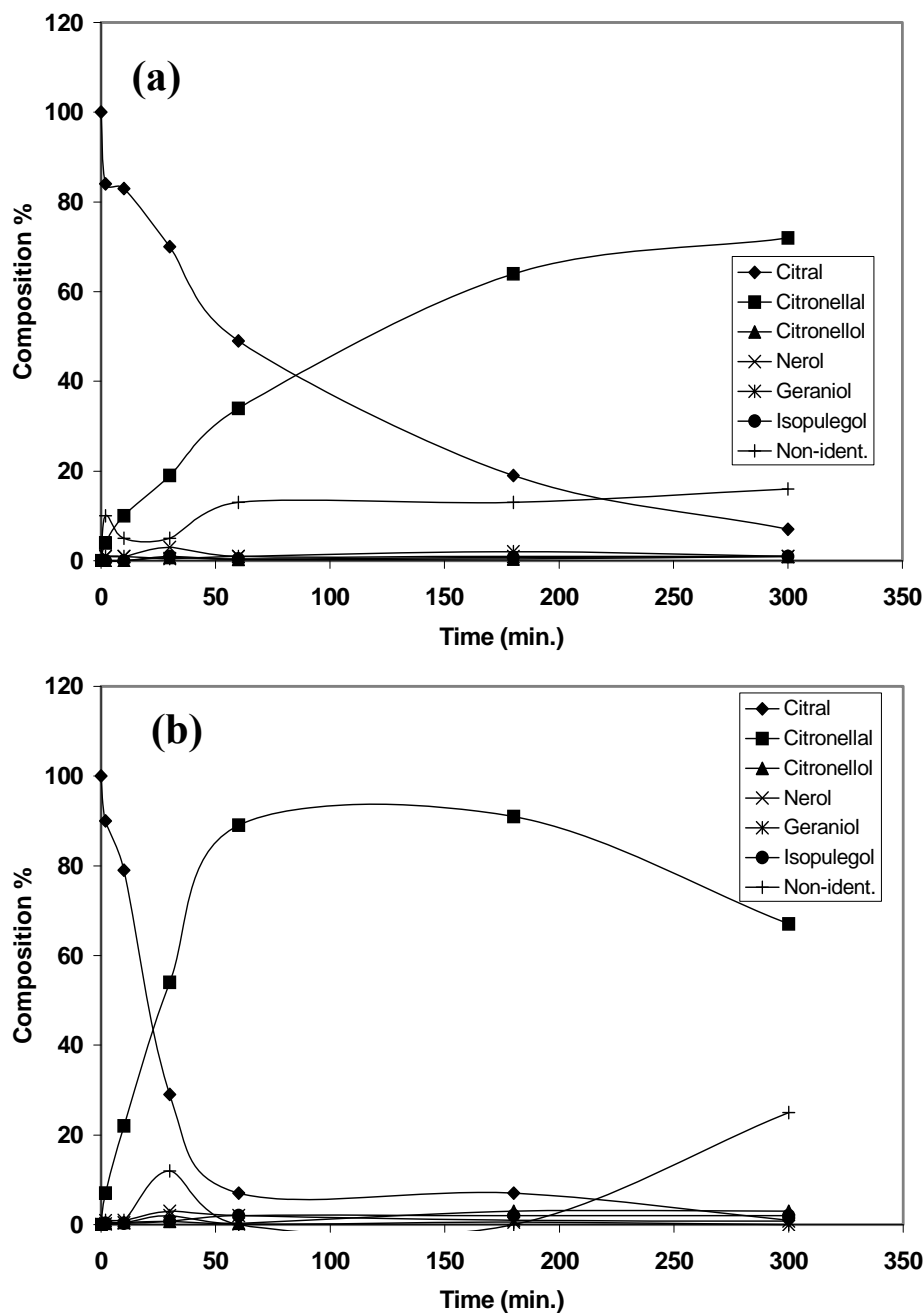 120
(a)
100
80
60
40
20
0
Composition %
Citral
Citronellal
Citronellol
Nerol
Geraniol
Isopulegol
Non-ident.
0 50 100 150 200 250 300 350
Time (min.)
120
(b)
100
80
60
40
20
0
Composition %
Citral
Citronellal
Citronellol
Nerol
Geraniol
Isopulegol
Non-ident.
0 50 100 150 200 250 300 350
Time (min.)